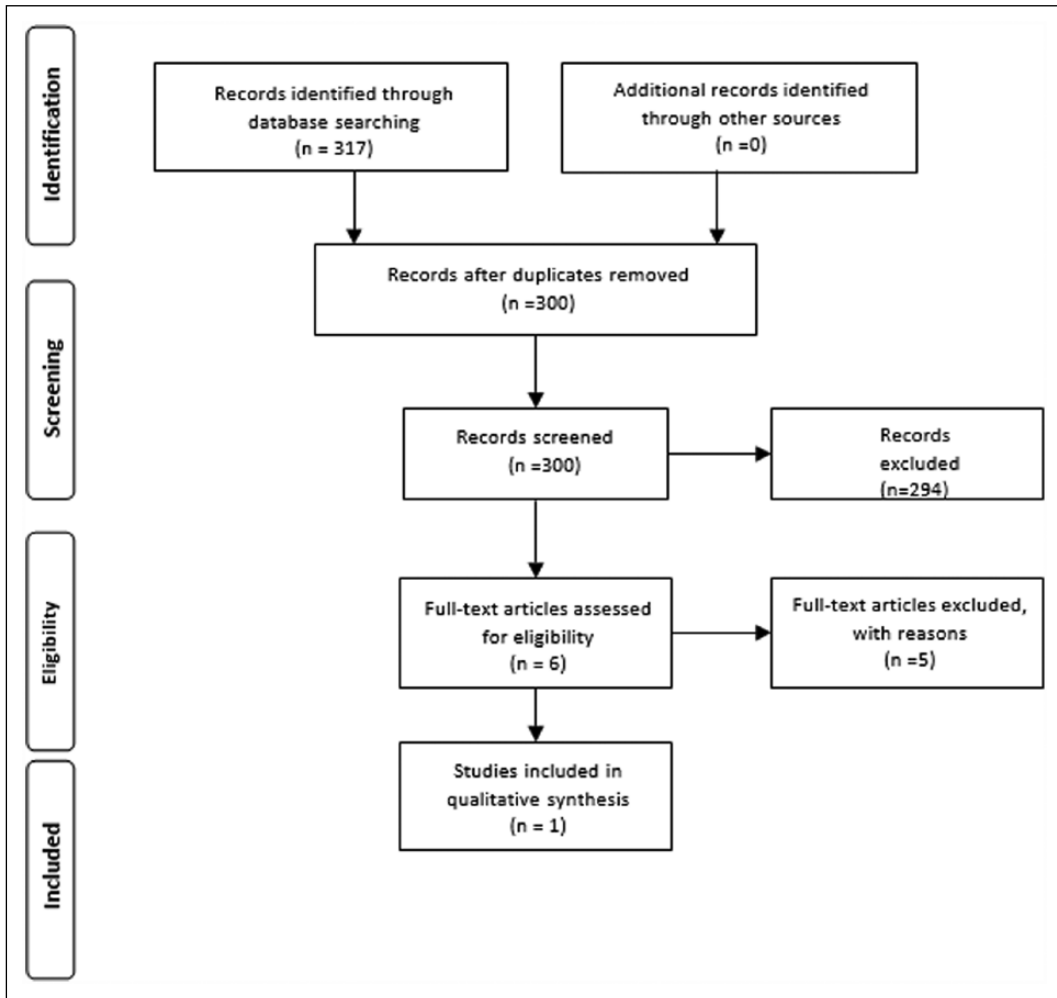 Identification
Records identified through
database searching
(n = 317)
Additional records identified
through other sources
(n =0)
Records after duplicates removed
(n =300)
Screening
Records screened
(n =300)
Records
excluded
(n=294)
Eligibility
Full-text articles assessed
for eligibility
(n = 6)
Full-text articles excluded,
with reasons
(n =5)
Included
Studies included in
qualitative synthesis
(n = 1)